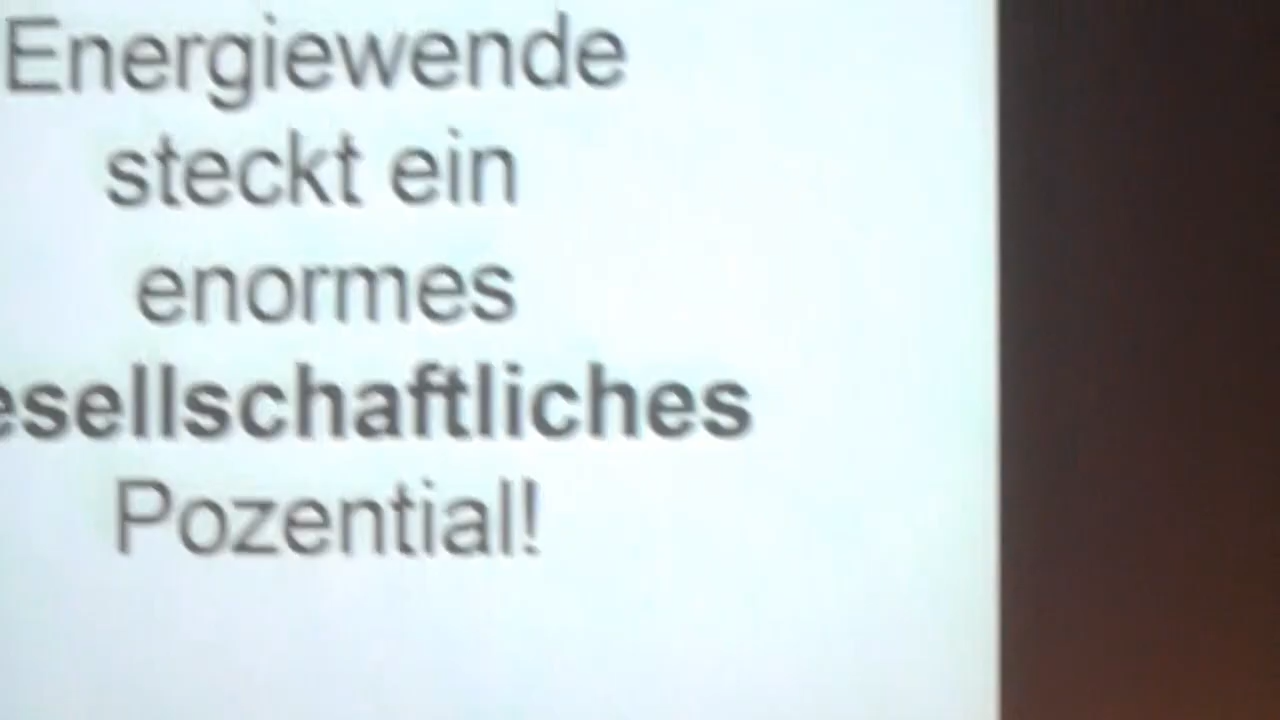 Energiewende
steckt ein
enormes
esellschaftliches
Pozential!